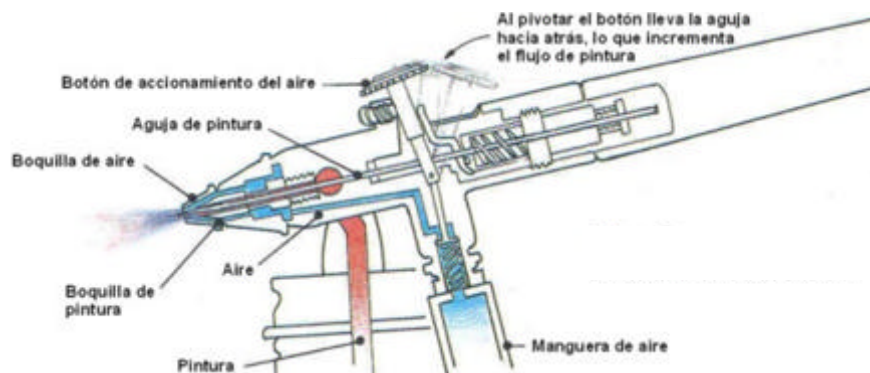 Al pivotar el botón lleva la aguja
hacia atrás, lo que incrementa
el flujo de pintura
Botón de accionamiento del aire
Aguja de pintura
Boquilla de aire
Aire
Boquilla de
pintura
Pintura
Manguera de aire